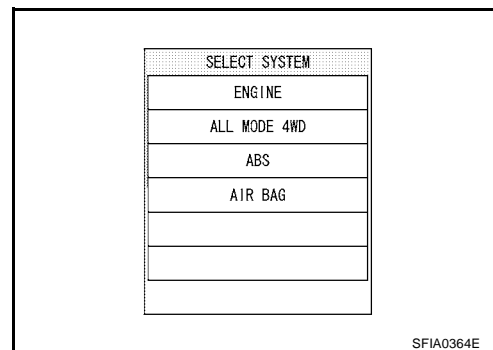 SELECT SYSTEM
ENGINE
ALL MODE 4WD
ABS
AIR BAG
SFIA0364E